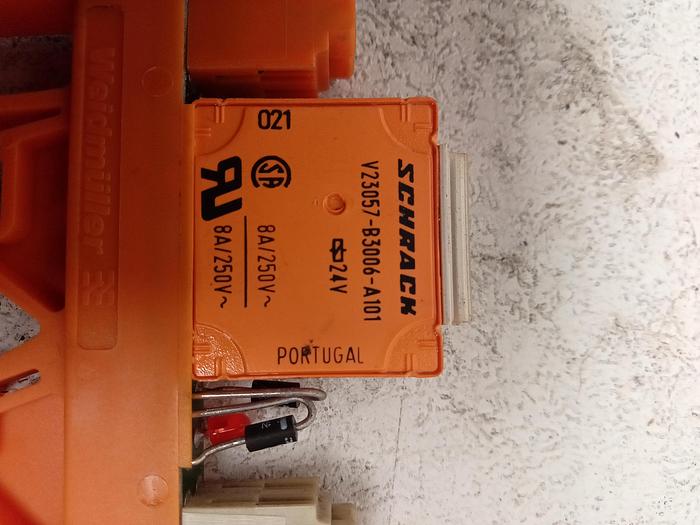 Weidmüller
SCHRACK
V23057-B3006-A101
24V
8A/250V~
8A/250V~
021
PORTUGAL